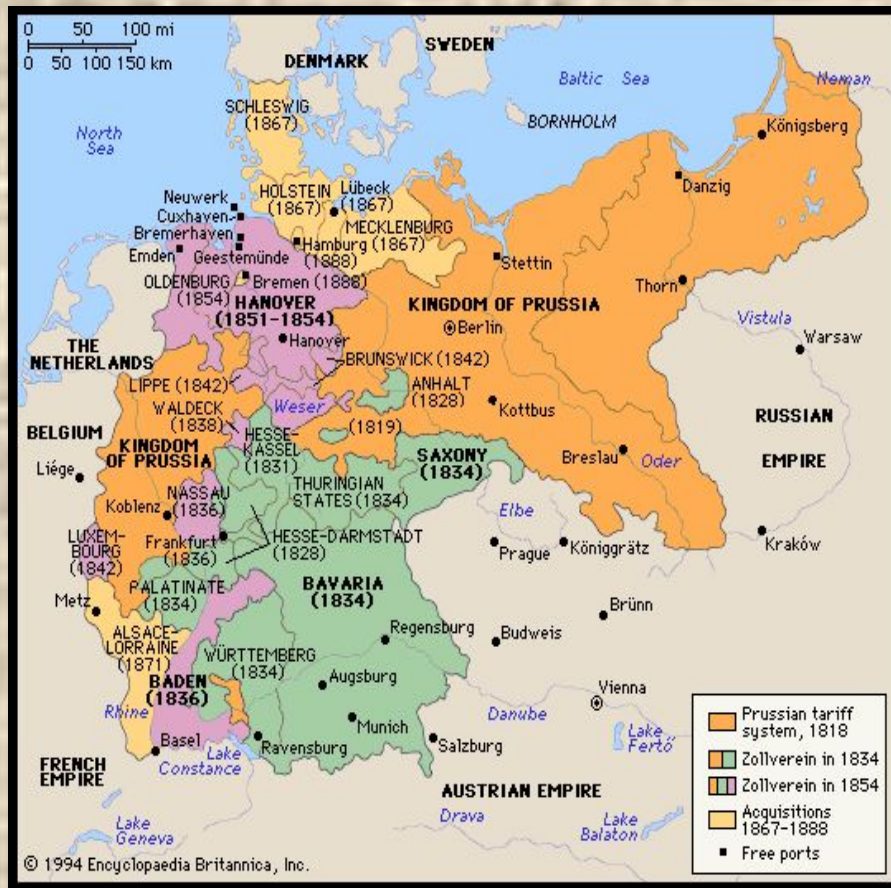 0 50 100 mi
0 50 100 150 km
SWEDEN
DENMARK
Baltic Sea
Neman
North
Sea
SCHLESWIG
(1867)
BORNHOLM
Königsberg
Neuwerk
Cuxhaven
Bremerhaven
Emden
Geestemünde
HOLSTEIN
(1867)
Lübeck
(1867)
MECKLENBURG
(1867)
Hamburg
(1888)
Danzig
Stettin
OLDENBURG
(1854)
Bremen (1888)
HANOVER
(1851-1854)
Hanover
KINGDOM OF PRUSSIA
Berlin
Thorn
Vistula
Warsaw
THE
NETHERLANDS
BRUNSWICK (1842)
LIPPE (1842)
Weser
ANHALT
(1828)
Kottbus
WALDECK
(1838)
(1819)
RUSSIAN
EMPIRE
BELGIUM
KINGDOM
OF PRUSSIA
HESSE-
KASSEL
(1831)
SAXONY
(1834)
Breslau
Oder
Liége
THURINGIAN
STATES (1834)
NASSAU
(1836)
Koblenz
Elbe
LUXEM-
BOURG
(1842)
Frankfurt
(1836)
HESSE-DARMSTADT
(1828)
Prague
Königgrätz
Kraków
PALATINATE
(1834)
BAVARIA
(1834)
Metz
Brünn
ALSACE-
LORRAINE
(1871)
Regensburg
Budweis
WÜRTTEMBERG
(1834)
BADEN
(1836)
Augsburg
Vienna
Rhine
Munich
Danube
Basel
Lake
Constance
Ravensburg
Salzburg
Lake
Fertő
FRENCH
EMPIRE
AUSTRIAN EMPIRE
Drava
Lake
Balaton
Lake
Geneva
Prussian tariff
system, 1818
Zollverein in 1834
Zollverein in 1854
Acquisitions
1867-1888
Free ports
© 1994 Encyclopaedia Britannica, Inc.